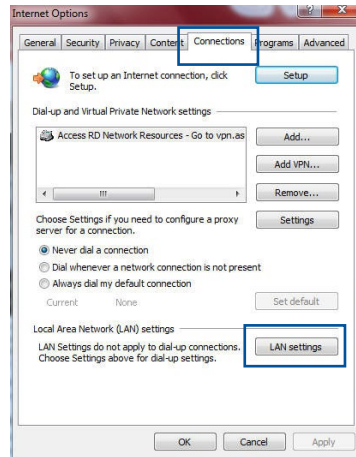 Internet Options
General Security Privacy Content Connections Programs Advanced
To set up an Internet connection, click
Setup.
Setup
Dial-up and Virtual Private Network settings
Access RD Network Resources - Go to vpn.as
Add...
Add VPN...
Remove...
Choose Settings if you need to configure a proxy
server for a connection.
Settings
Never dial a connection
Dial whenever a network connection is not present
Always dial my default connection
Current None
Set default
Local Area Network (LAN) settings
LAN Settings do not apply to dial-up connections.
Choose Settings above for dial-up settings.
LAN settings
OK Cancel Apply